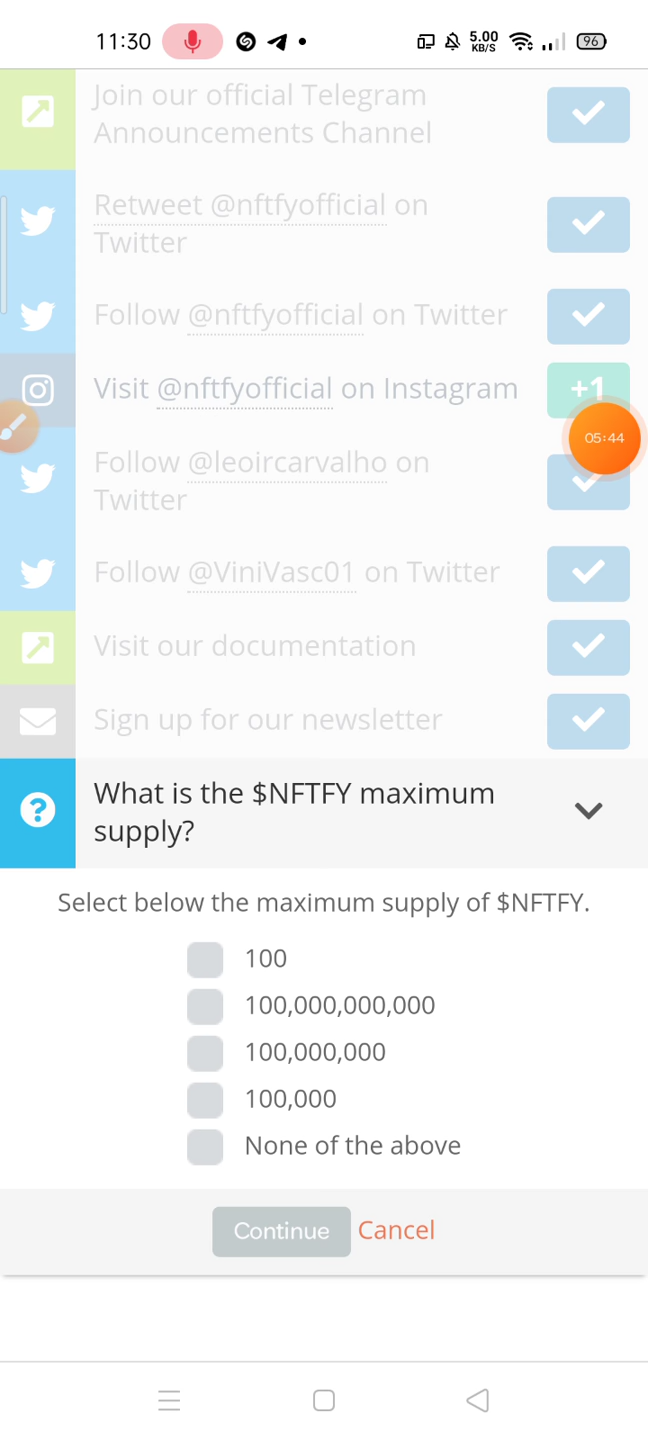 11:30
5.00
KB/S
96
Join our official Telegram
Announcements Channel
Retweet @nftfyofficial on
Twitter
Follow @nftfyofficial on Twitter
Visit @nftfyofficial on Instagram
+1
05:44
Follow @leoircarvalho on
Twitter
Follow @ViniVasc01 on Twitter
Visit our documentation
Sign up for our newsletter
What is the $NFTFY maximum
supply?
Select below the maximum supply of $NFTFY.
100
100,000,000,000
100,000,000
100,000
None of the above
Continue
Cancel